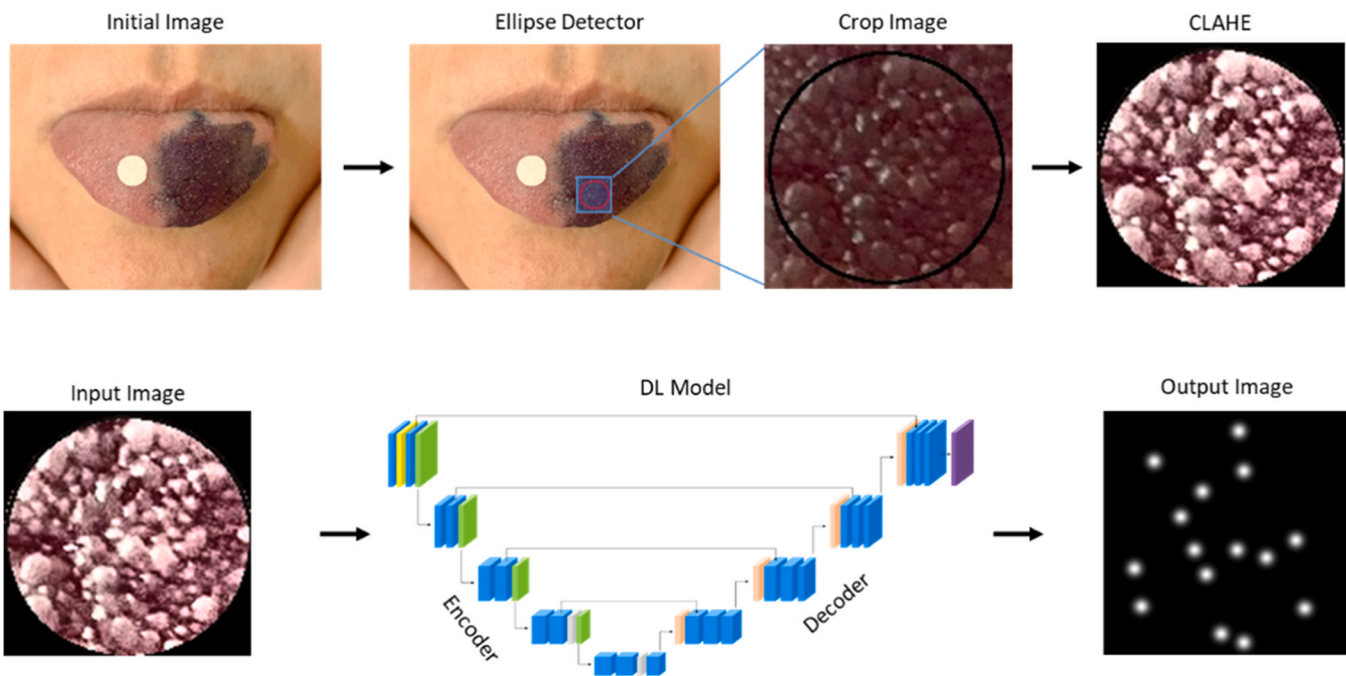 Initial Image
Ellipse Detector
Crop Image
CLAHE
Input Image
DL Model
Output Image
Encoder
Decoder